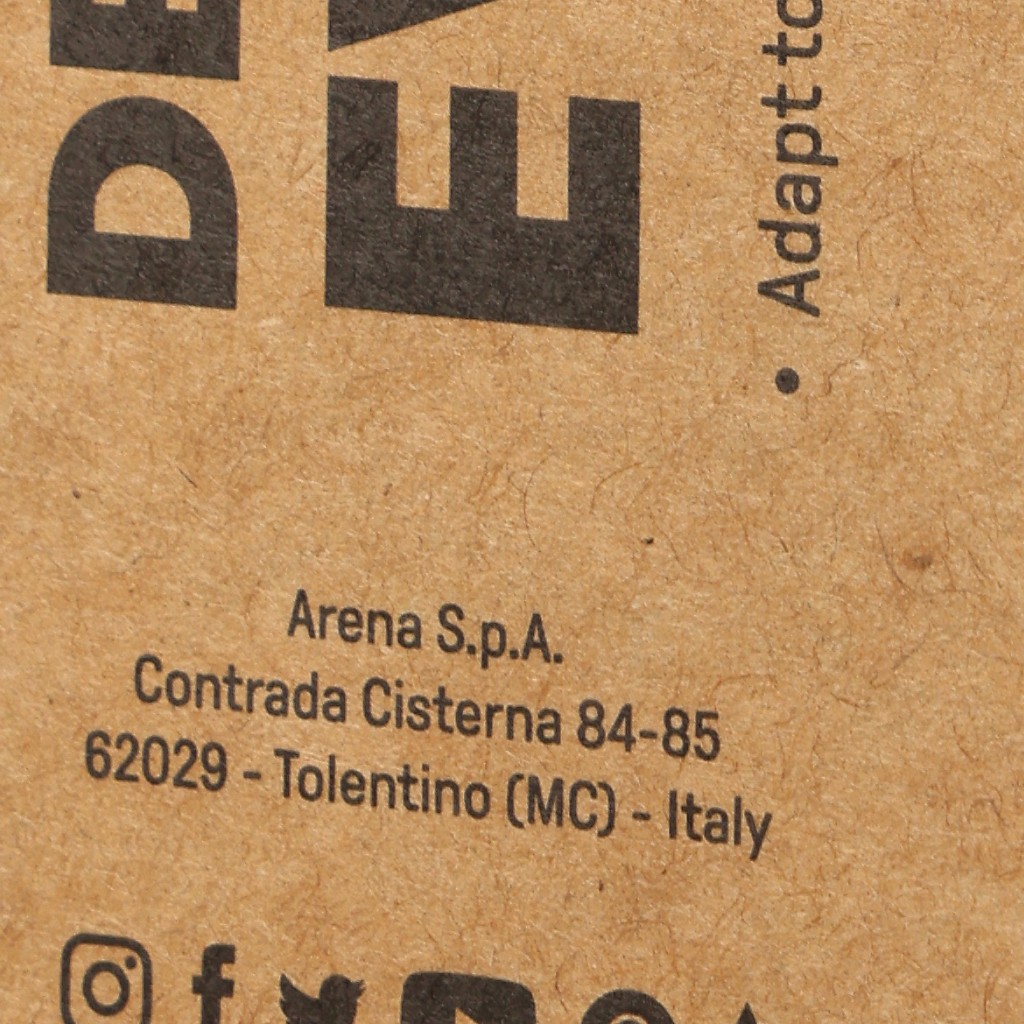 Adapt to
Arena S.p.A.
Contrada Cisterna 84-85
62029 - Tolentino (MC) - Italy